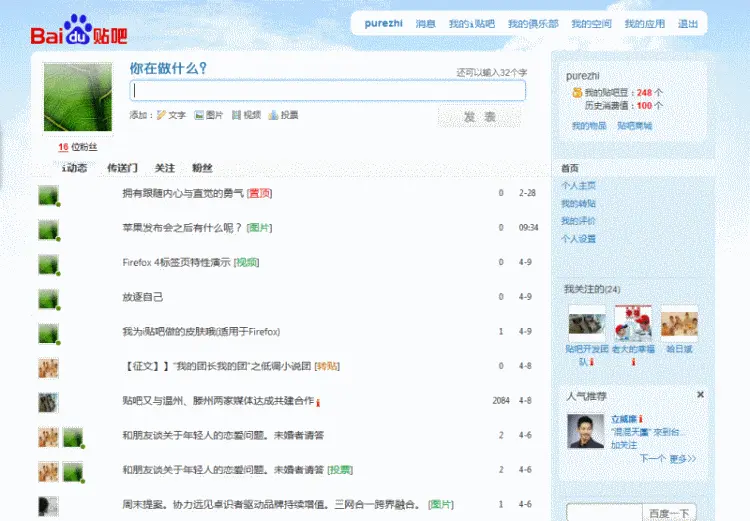 Bai du 贴吧
purezhi 消息 我的i贴吧 我的俱乐部 我的空间 我的应用 退出
你在做什么？
还可以输入32个字
添加： 文字 图片 视频 投票
发 表
16 位粉丝
i动态 传送门 关注 粉丝
拥有跟随内心与直觉的勇气 [置顶] 0 2-28
苹果发布会之后有什么呢？ [图片] 0 09:34
Firefox 4标签页特性演示 [视频] 0 4-9
放逐自己 0 4-9
我为i贴吧做的皮肤哦(适用于Firefox) 1 4-9
【征文】】"我的团长我的团"之低调小说团 [转贴] 0 4-8
贴吧又与温州、滕州两家媒体达成共建合作 2084 4-8
和朋友谈关于年轻人的恋爱问题。未婚者请答 2 4-6
和朋友谈关于年轻人的恋爱问题。未婚者请答 [投票] 2 4-6
周末提案。协力远见卓识者驱动品牌持续增值。三网合一跨界融合。 [图片] 1 4-6
purezhi
我的贴吧豆：248 个
历史消费值：100 个
我的物品 贴吧商城
首页
个人主页
我的转贴
我的评价
个人设置
我关注的(24)
贴吧开发团队 老大的幸福 哈日斌
人气推荐
立威廉
"混混天團" 來到台...
加关注
下一个 更多>>
百度一下